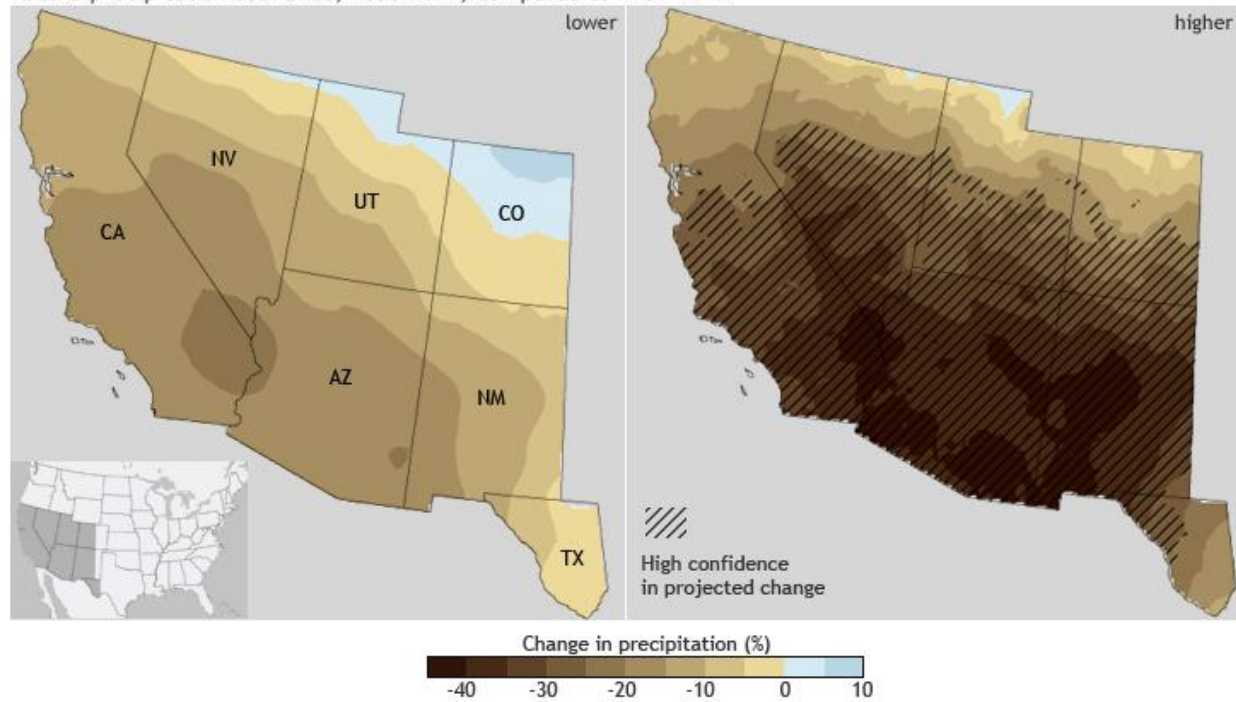 lower
higher
NV
UT
CO
CA
AZ
NM
TX
High confidence
in projected change
Change in precipitation (%)
-40 -30 -20 -10 0 10